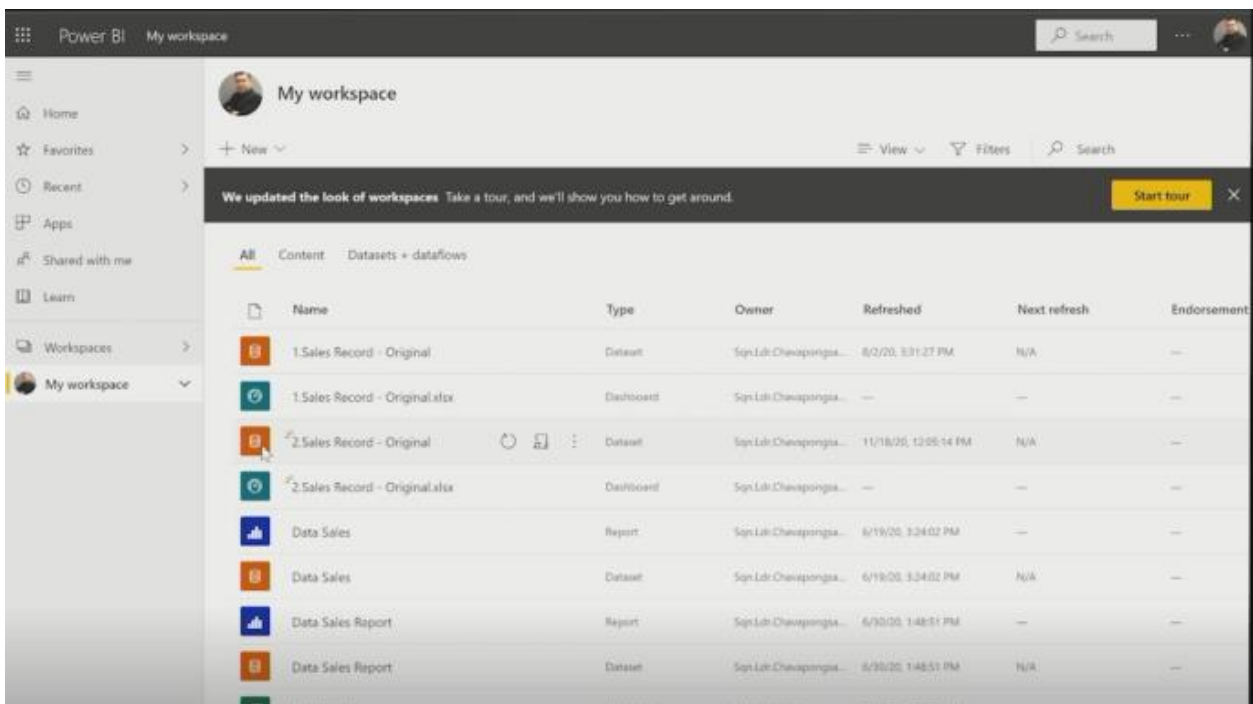 Power BI My workspace Search ...
My workspace
Home
+ New View Filters Search
Favorites
Recent
We updated the look of workspaces Take a tour, and we'll show you how to get around. Start tour
Apps
Shared with me
All Content Datasets + dataflows
Learn
Name Type Owner Refreshed Next refresh Endorsement
Workspaces
1.Sales Record - Original Dataset 8/2/20, N/A —
My workspace
1.Sales Record - Original.xlsx Dashboard — — —
2.Sales Record - Original Dataset 11/18/20, 12:05:14 PM N/A —
2.Sales Record - Original.xlsx Dashboard — — —
Data Sales Report 6/19/20, 3:24:02 PM — —
Data Sales Dataset 6/19/20, 3:24:02 PM N/A —
Data Sales Report Report 6/30/20, 1:48:51 PM — —
Data Sales Report Dataset 6/30/20, 1:48:51 PM N/A —